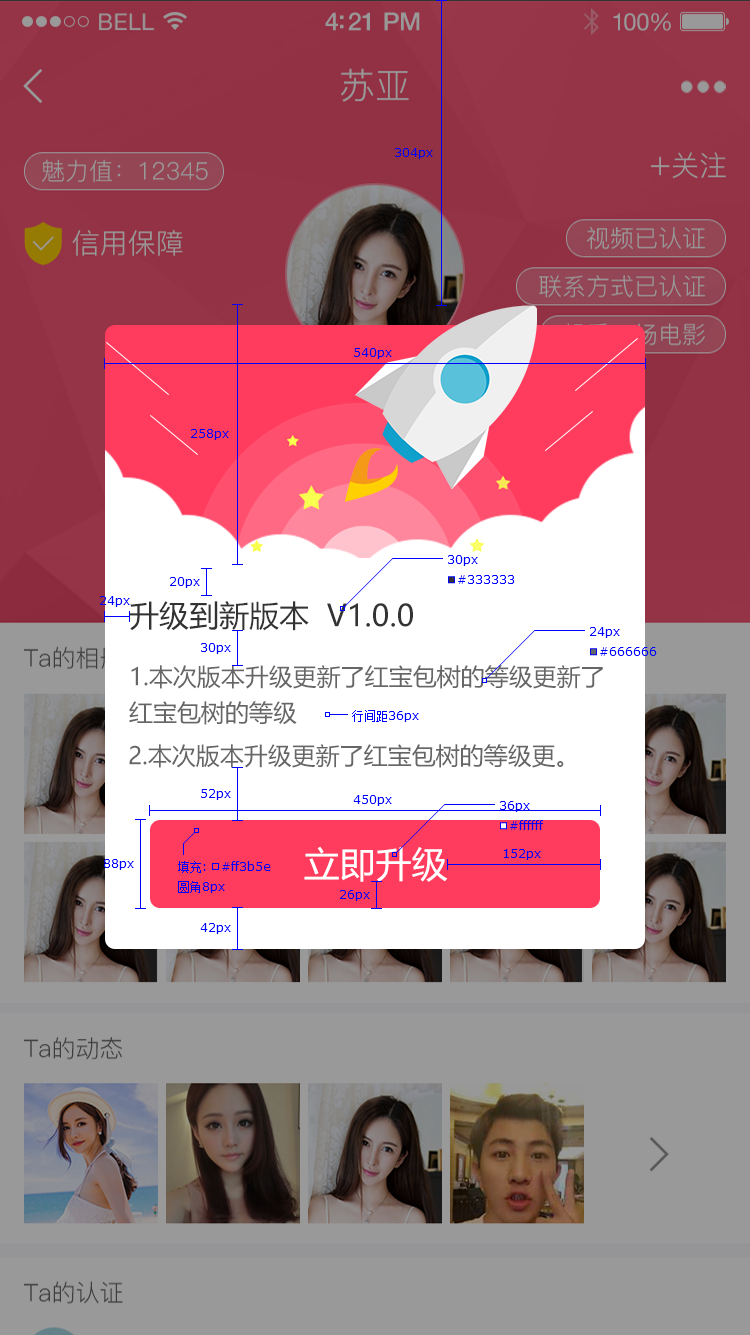 BELL
4:21 PM
100%
苏亚
304px
魅力值：12345
+关注
信用保障
视频已认证
联系方式已认证
场电影
540px
258px
30px
#333333
20px
24px
升级到新版本 V1.0.0
24px
#666666
30px
Ta的相
1.本次版本升级更新了红宝包树的等级更新了
红宝包树的等级
行间距36px
2.本次版本升级更新了红宝包树的等级更。
52px
450px
36px
#ffffff
88px
填充：#ff3b5e
圆角8px
立即升级
152px
26px
42px
Ta的动态
Ta的认证